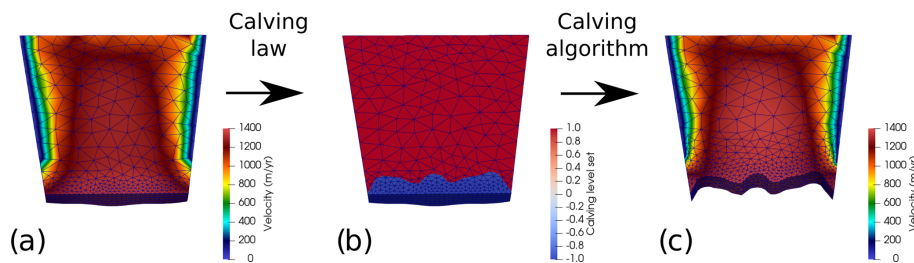 Calving
law
Calving
algorithm
1400
1200
1000
800
600
400
200
0
Velocity (m/yr)
1.0
0.8
0.6
0.4
0.2
0
-0.2
-0.4
-0.6
-0.8
-1.0
Calving level set
1400
1200
1000
800
600
400
200
0
Velocity (m/yr)
(a)
(b)
(c)